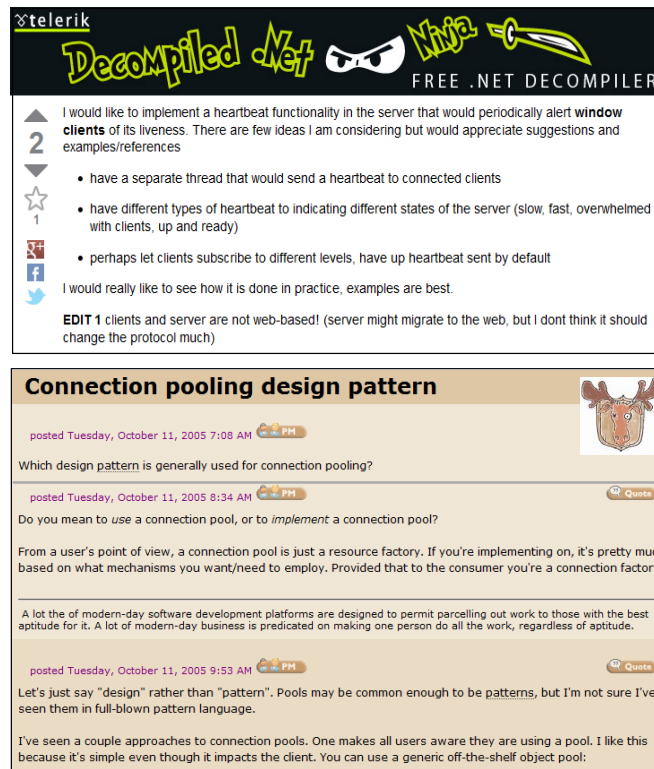 telerik
Decompiled .Net Ninja
FREE .NET DECOMPILER
I would like to implement a heartbeat functionality in the server that would periodically alert window
2
clients of its liveness. There are few ideas I am considering but would appreciate suggestions and
examples/references
• have a separate thread that would send a heartbeat to connected clients
1
• have different types of heartbeat to indicating different states of the server (slow, fast, overwhelmed
with clients, up and ready)
g+
• perhaps let clients subscribe to different levels, have up heartbeat sent by default
f
I would really like to see how it is done in practice, examples are best.
EDIT 1 clients and server are not web-based! (server might migrate to the web, but I dont think it should
change the protocol much)
Connection pooling design pattern
posted Tuesday, October 11, 2005 7:08 AM PM
Which design pattern is generally used for connection pooling?
posted Tuesday, October 11, 2005 8:34 AM PM Quote
Do you mean to use a connection pool, or to implement a connection pool?
From a user's point of view, a connection pool is just a resource factory. If you're implementing on, it's pretty muc
based on what mechanisms you want/need to employ. Provided that to the consumer you're a connection factor
A lot the of modern-day software development platforms are designed to permit parcelling out work to those with the best
aptitude for it. A lot of modern-day business is predicated on making one person do all the work, regardless of aptitude.
posted Tuesday, October 11, 2005 9:53 AM PM Quote
Let's just say "design" rather than "pattern". Pools may be common enough to be patterns, but I'm not sure I've
seen them in full-blown pattern language.
I've seen a couple approaches to connection pools. One makes all users aware they are using a pool. I like this
because it's simple even though it impacts the client. You can use a generic off-the-shelf object pool: